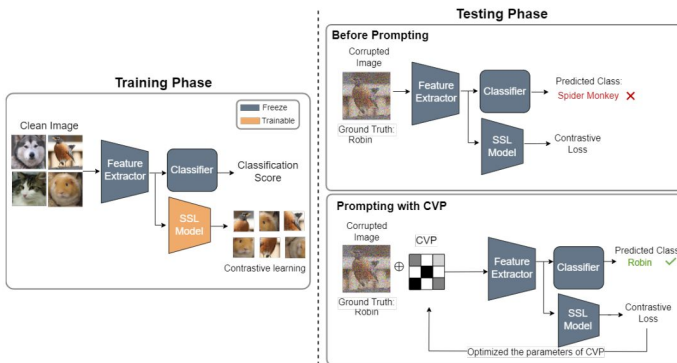 Training Phase
Freeze
Trainable
Clean Image
Feature
Extractor
Classifier
Classification
Score
SSL
Model
Contrastive learning
Testing Phase
Before Prompting
Corrupted
Image
Ground Truth:
Robin
Feature
Extractor
Classifier
Predicted Class:
Spider Monkey
SSL
Model
Contrastive
Loss
Prompting with CVP
Corrupted
Image
Ground Truth:
Robin
CVP
Feature
Extractor
Classifier
Predicted Class
Robin
SSL
Model
Contrastive
Loss
Optimized the parameters of CVP